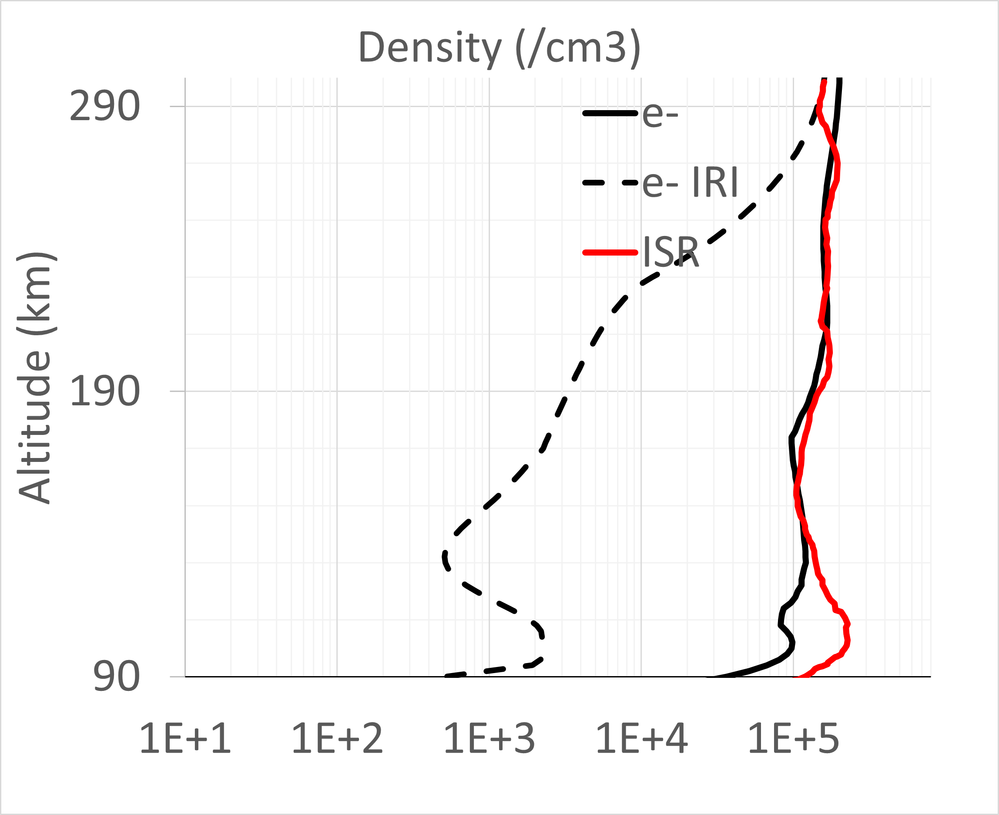 Density (/cm3)
290
e-
e- IRI
ISR
Altitude (km)
190
90
1E+1
1E+2
1E+3
1E+4
1E+5